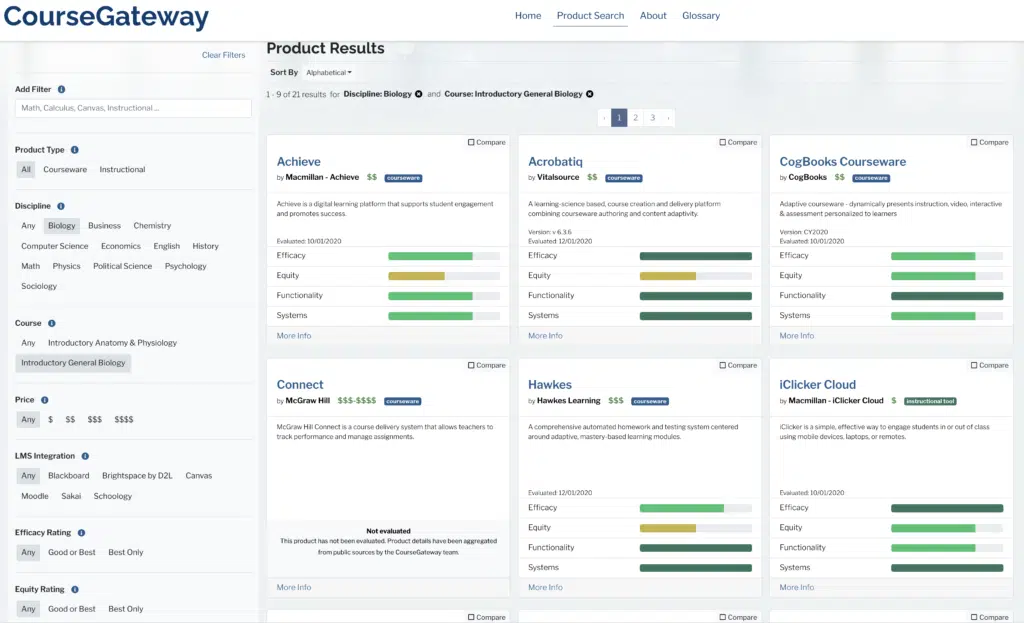 CourseGateway
Home Product Search About Glossary
Clear Filters
Add Filter
Math, Calculus, Canvas, Instructional ...
Product Type
All Courseware Instructional
Discipline
Any Biology Business Chemistry
Computer Science Economics English History
Math Physics Political Science Psychology
Sociology
Course
Any Introductory Anatomy & Physiology
Introductory General Biology
Price
Any $ $$ $$$ $$$$
LMS Integration
Any Blackboard Brightspace by D2L Canvas
Moodle Sakai Schoology
Efficacy Rating
Any Good or Best Best Only
Equity Rating
Any Good or Best Best Only
Product Results
Sort By Alphabetical
1 - 9 of 21 results for Discipline: Biology and Course: Introductory General Biology
‹ 1 2 3 ›
Compare
Achieve
by Macmillan - Achieve $$ courseware
Achieve is a digital learning platform that supports student engagement
and promotes success.
Evaluated: 10/01/2020
Efficacy
Equity
Functionality
Systems
More Info
Compare
Acrobatiq
by Vitalsource $$ courseware
A learning-science based, course creation and delivery platform
combining courseware authoring and content adaptivity.
Version: v 6.3.6
Evaluated: 12/01/2020
Efficacy
Equity
Functionality
Systems
More Info
Compare
CogBooks Courseware
by CogBooks $$ courseware
Adaptive courseware - dynamically presents instruction, video, interactive
& assessment personalized to learners
Version: CY2020
Evaluated: 10/01/2020
Efficacy
Equity
Functionality
Systems
More Info
Compare
Connect
by McGraw Hill $$$-$$$$ courseware
McGraw Hill Connect is a course delivery system that allows teachers to
track performance and manage assignments.
Not evaluated
This product has not been evaluated. Product details have been aggregated
from public sources by the CourseGateway team.
More Info
Compare
Hawkes
by Hawkes Learning $$$ courseware
A comprehensive automated homework and testing system centered
around adaptive, mastery-based learning modules.
Evaluated: 12/01/2020
Efficacy
Equity
Functionality
Systems
More Info
Compare
iClicker Cloud
by Macmillan - iClicker Cloud $ instructional tool
iClicker is a simple, effective way to engage students in or out of class
using mobile devices, laptops, or remotes.
Evaluated: 10/01/2020
Efficacy
Equity
Functionality
Systems
More Info
Compare
Compare
Compare